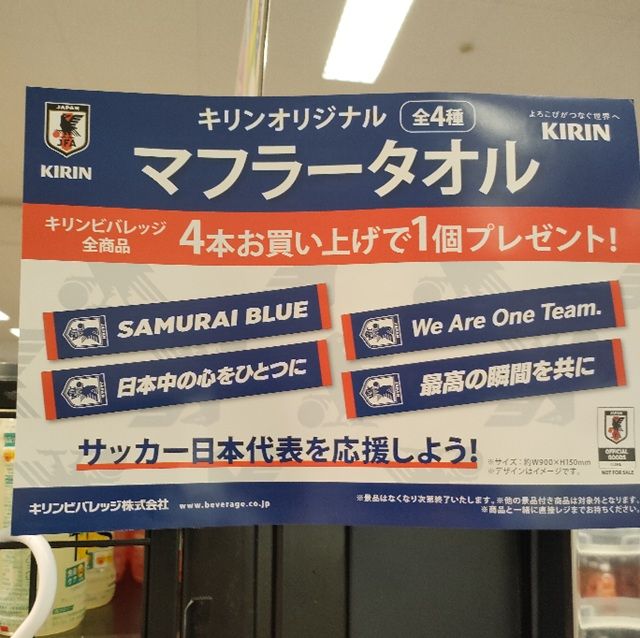 JAPAN
JFA
KIRIN
キリンオリジナル 全4種
マフラータオル
よろこびがつなぐ世界へ
KIRIN
キリンビバレッジ
全商品
4本お買い上げで1個プレゼント!
SAMURAI BLUE
We Are One Team.
日本中の心をひとつに
最高の瞬間を共に
サッカー日本代表を応援しよう!
※サイズ:約W900×H150mm
※デザインはイメージです。
JAPAN
OFFICIAL
GOODS
NOT FOR SALE
キリンビバレッジ株式会社 www.beverage.co.jp
※景品はなくなり次第終了いたします。※他の景品付き商品は対象外となります。
※商品と一緒に直接レジまでお持ちください。